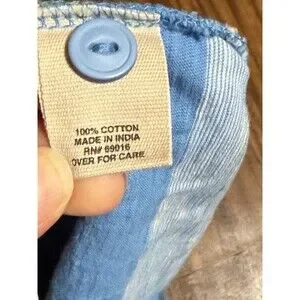 100% COTTON
MADE IN INDIA
RN# 69016
OVER FOR CARE